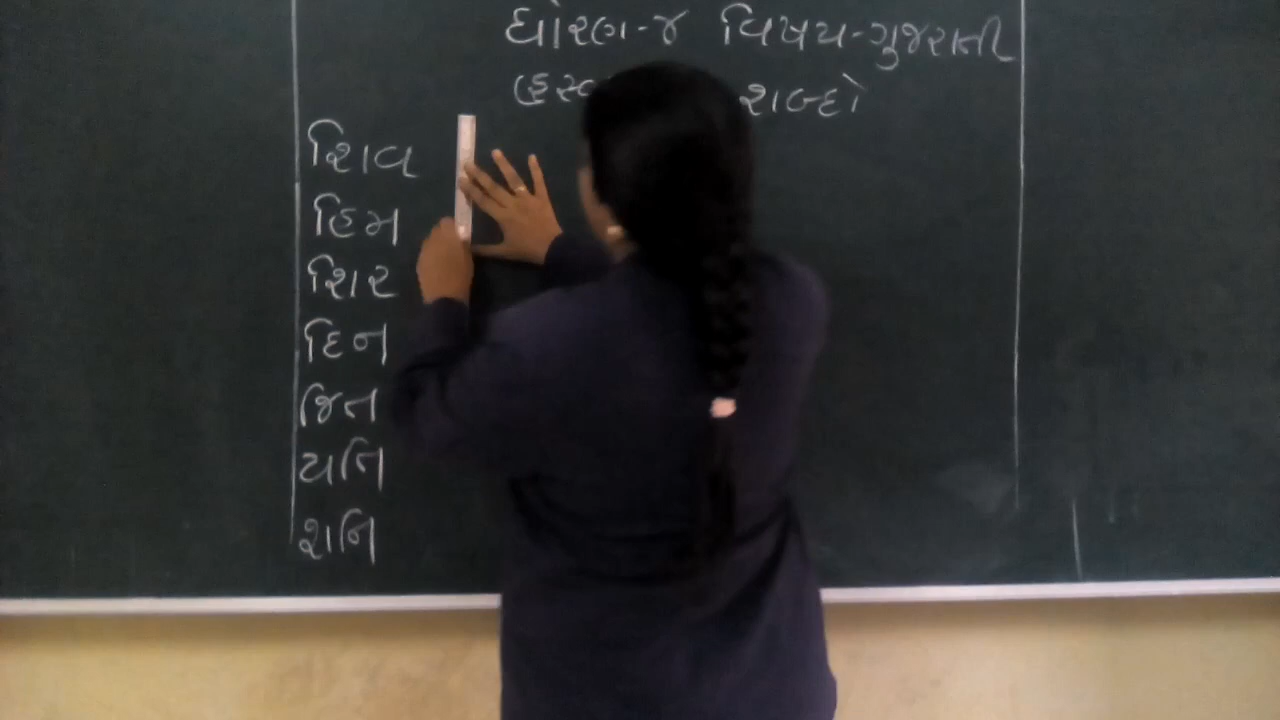 ધોરણ-૪ વિષય-ગુજરાતી
શબ્દો
શિવ
હિમ
શિર
દિન
જિન
યતિ
શનિ